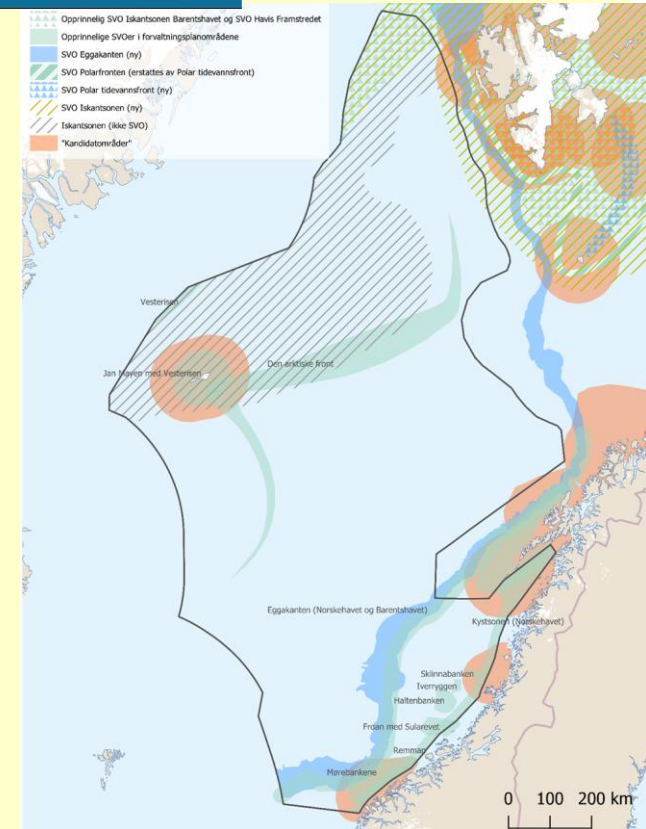 Opprinnelig SVO Iskantsonen Barentshavet og SVO Havis Framstredet
Opprinnelige SVOer i forvaltningsplanområdene
SVO Eggakanten (ny)
SVO Polarfronten (erstattes av Polar tidevannsfront)
SVO Polar tidevannsfront (ny)
SVO Iskantsonen (ny)
Iskantsonen (ikke SVO)
"Kandidatområder"
Vesterisen
Jan Mayen med Vesterisen
Den arktiske front
Eggakanten (Norskehavet og Barentshavet)
Kystsonen (Norskehavet)
Sklinnabanken
Iverryggen
Haltenbanken
Froan med Sularevet
Remman
Mørebankene
0 100 200 km